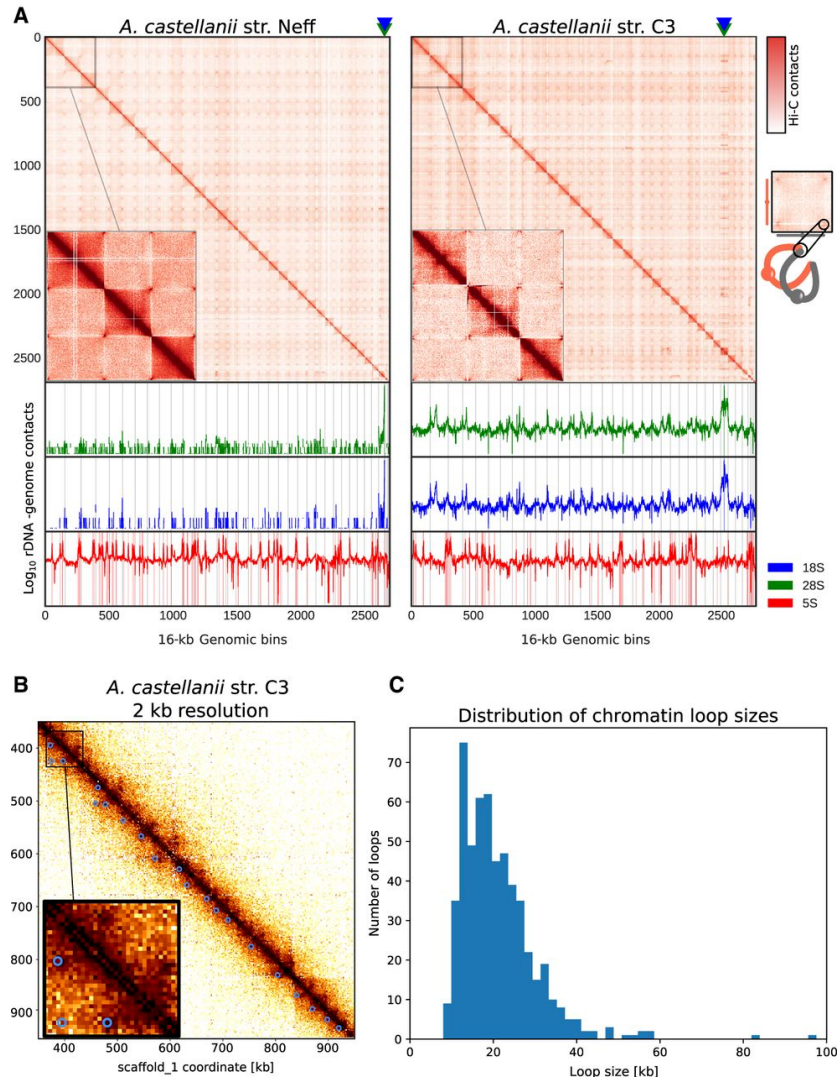 A
A. castellanii str. Neff
A. castellanii str. C3
0
500
1000
1500
2000
2500
Hi-C contacts
Log10 rDNA -genome contacts
0 500 1000 1500 2000 2500
0 500 1000 1500 2000 2500
16-kb Genomic bins
16-kb Genomic bins
18S
28S
5S
B
A. castellanii str. C3
2 kb resolution
400
500
600
700
800
900
400 500 600 700 800 900
scaffold_1 coordinate [kb]
C
Distribution of chromatin loop sizes
70
60
50
40
30
20
10
0
Number of loops
0 20 40 60 80 100
Loop size [kb]